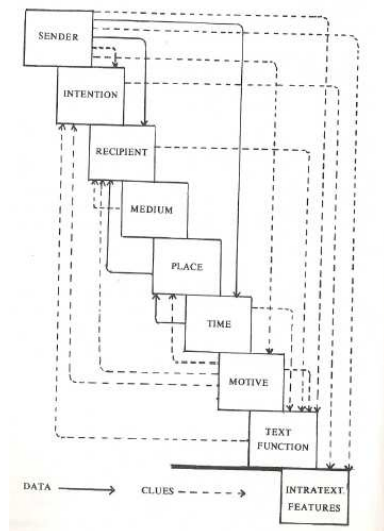 SENDER
INTENTION
RECIPIENT
MEDIUM
PLACE
TIME
MOTIVE
TEXT
FUNCTION
INTRATEXT.
FEATURES
DATA
CLUES